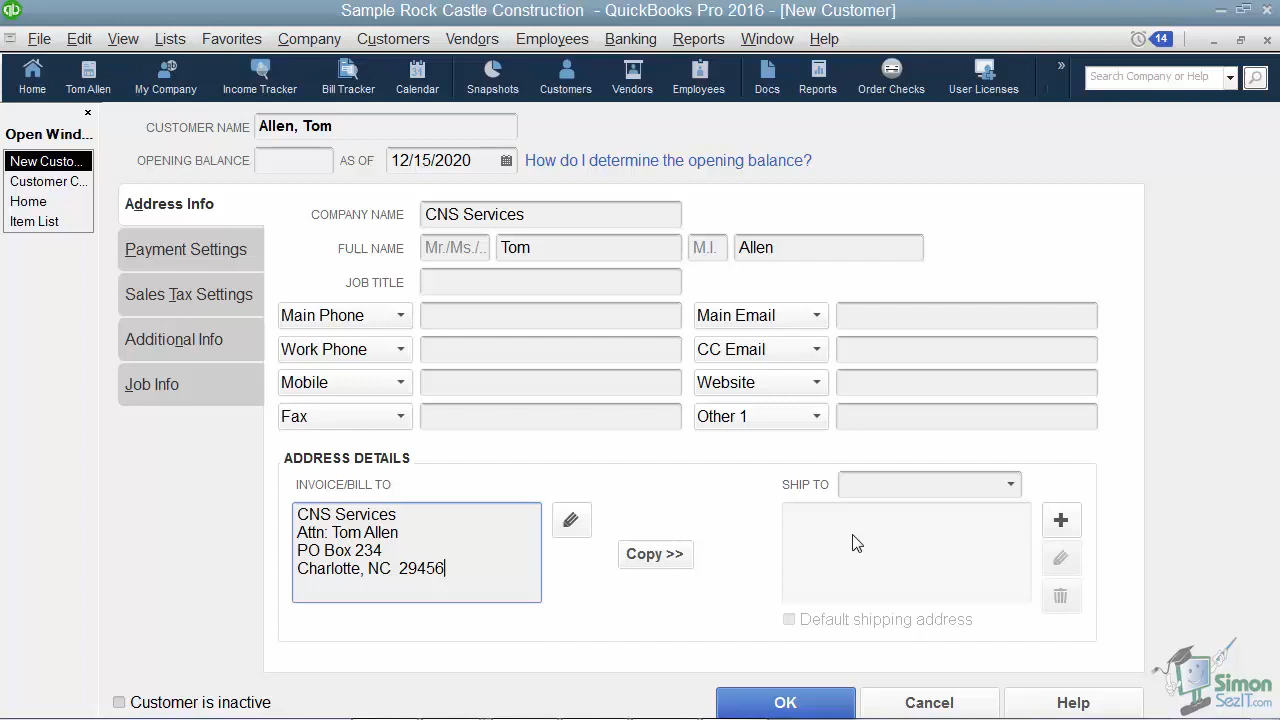 Sample Rock Castle Construction - QuickBooks Pro 2016 - [New Customer]
File Edit View Lists Favorites Company Customers Vendors Employees Banking Reports Window Help 14
Home Tom Allen My Company Income Tracker Bill Tracker Calendar Snapshots Customers Vendors Employees Docs Reports Order Checks User Licenses » Search Company or Help
Open Wind...
New Custo...
Customer C...
Home
Item List
CUSTOMER NAME Allen, Tom
OPENING BALANCE AS OF 12/15/2020 How do I determine the opening balance?
Address Info
Payment Settings
Sales Tax Settings
Additional Info
Job Info
COMPANY NAME CNS Services
FULL NAME Mr./Ms./.. Tom M.I. Allen
JOB TITLE
Main Phone Main Email
Work Phone CC Email
Mobile Website
Fax Other 1
ADDRESS DETAILS
INVOICE/BILL TO
CNS Services
Attn: Tom Allen
PO Box 234
Charlotte, NC  29456
Copy >>
SHIP TO
Default shipping address
Customer is inactive
OK Cancel Help
Simon
SezIT.com